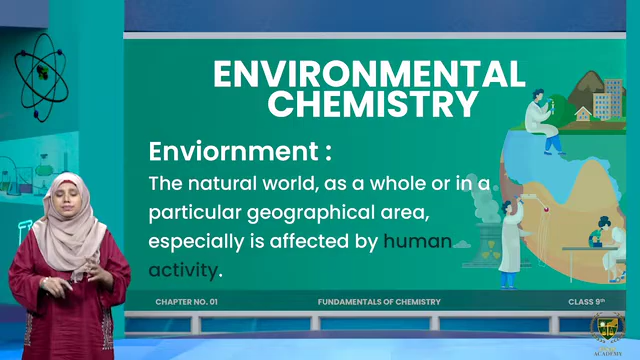 ENVIRONMENTAL
CHEMISTRY
Enviornment :
The natural world, as a whole or in a
particular geographical area,
especially is affected by human
activity.
CHAPTER NO. 01
FUNDAMENTALS OF CHEMISTRY
CLASS 9th
ACADEMY